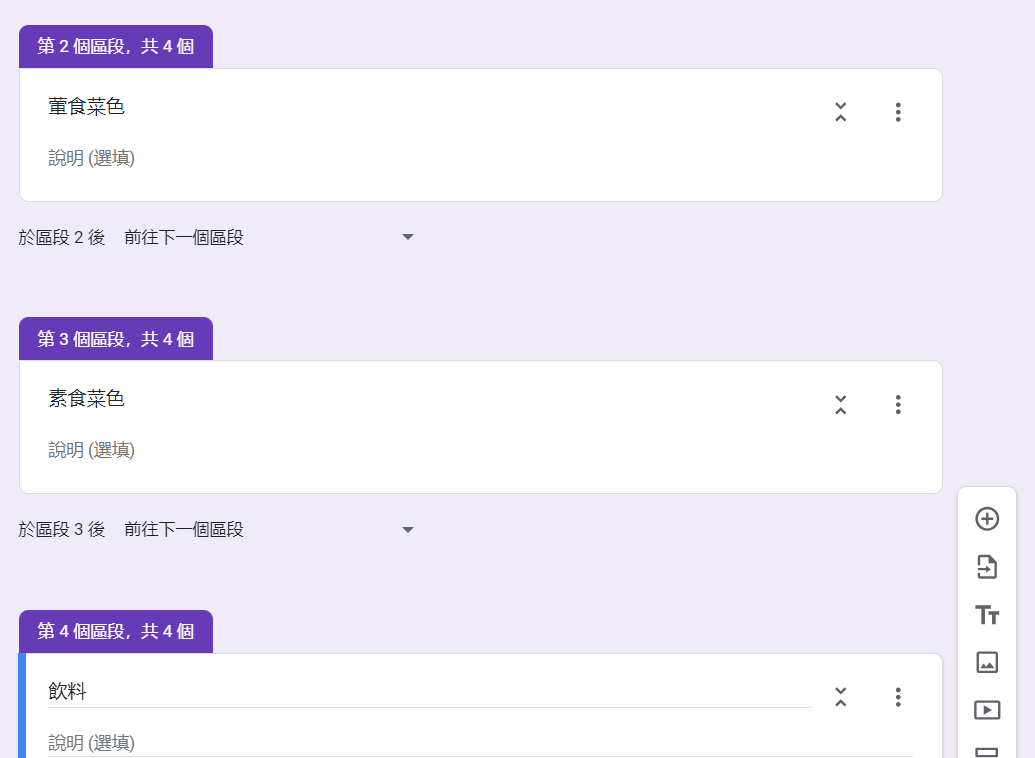 第 2 個區段，共 4 個
葷食菜色
說明 (選填)
於區段 2 後 前往下一個區段
第 3 個區段，共 4 個
素食菜色
說明 (選填)
於區段 3 後 前往下一個區段
第 4 個區段，共 4 個
飲料
說明 (選填)